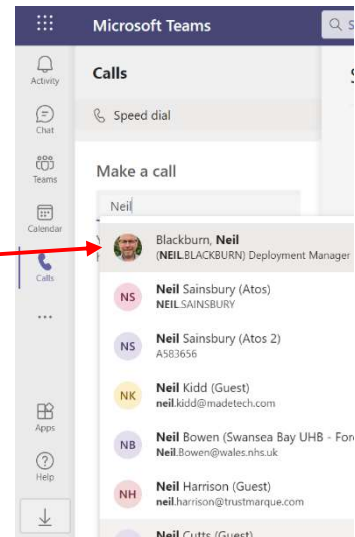 Microsoft Teams
Activity
Calls
Speed dial
Chat
Teams
Make a call
Neil
Calendar
Blackburn, Neil
(NEIL.BLACKBURN) Deployment Manager
Calls
NS
Neil Sainsbury (Atos)
NEIL.SAINSBURY
NS
Neil Sainsbury (Atos 2)
A583656
NK
Neil Kidd (Guest)
neil.kidd@madetech.com
Apps
NB
Neil Bowen (Swansea Bay UHB - For
Neil.Bowen@wales.nhs.uk
Help
NH
Neil Harrison (Guest)
neil.harrison@trustmarque.com
Neil Cutts (Guest)